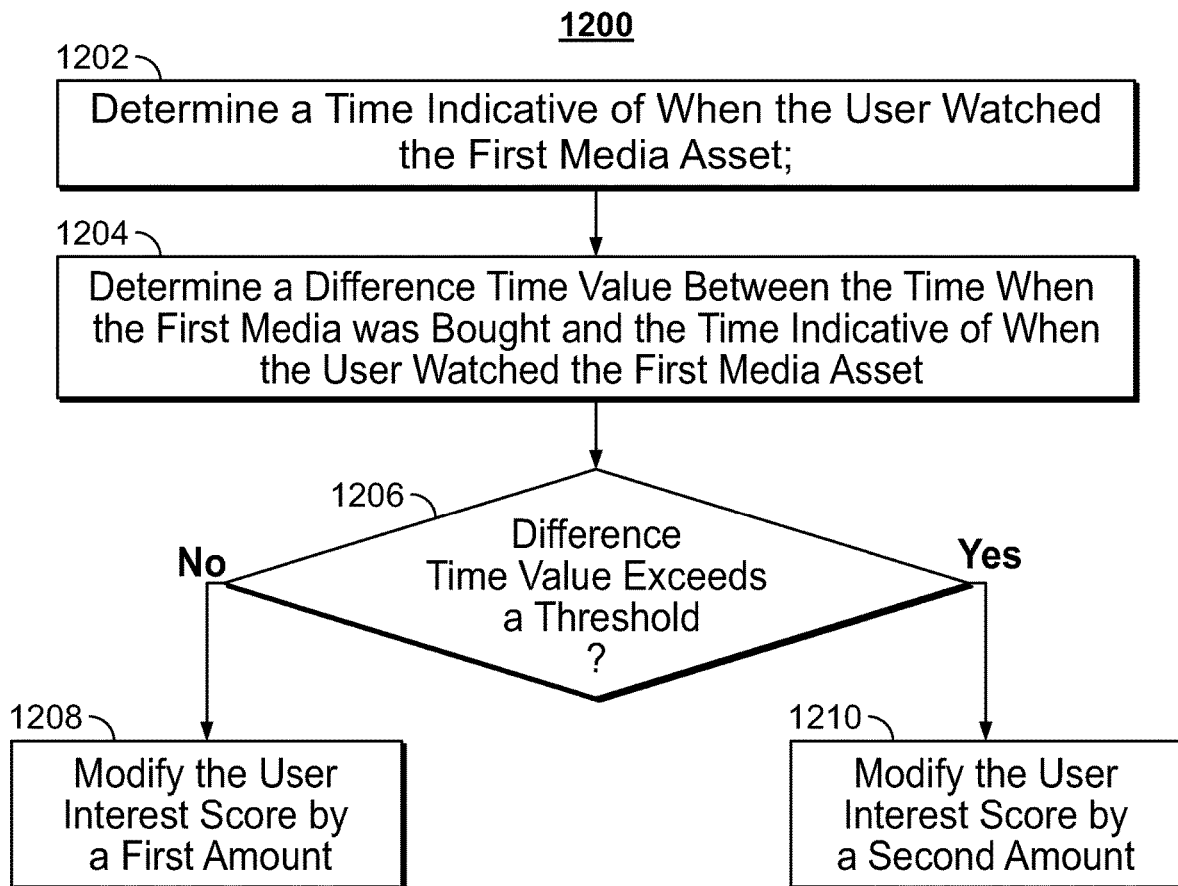 1200
1202
Determine a Time Indicative of When the User Watched
the First Media Asset;
1204
Determine a Difference Time Value Between the Time When
the First Media was Bought and the Time Indicative of When
the User Watched the First Media Asset
1206
Difference
Time Value Exceeds
a Threshold
?
No
Yes
1208
Modify the User
Interest Score by
a First Amount
1210
Modify the User
Interest Score by
a Second Amount